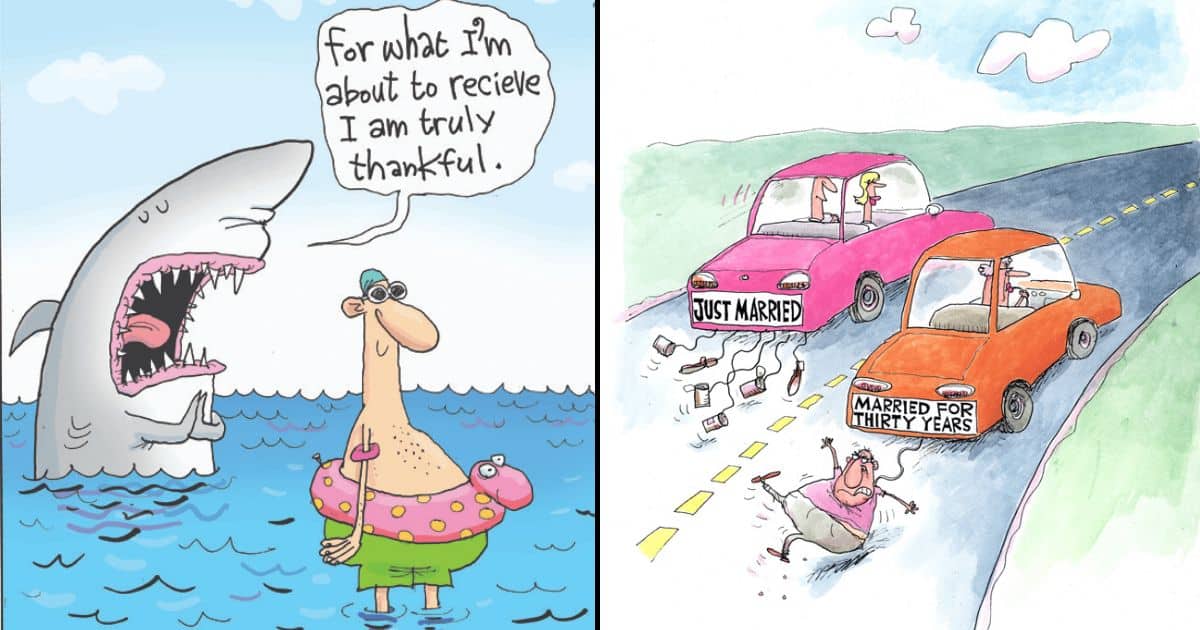 for what I'm
about to recieve
I am truly
thankful.
JUST MARRIED
MARRIED FOR
THIRTY YEARS